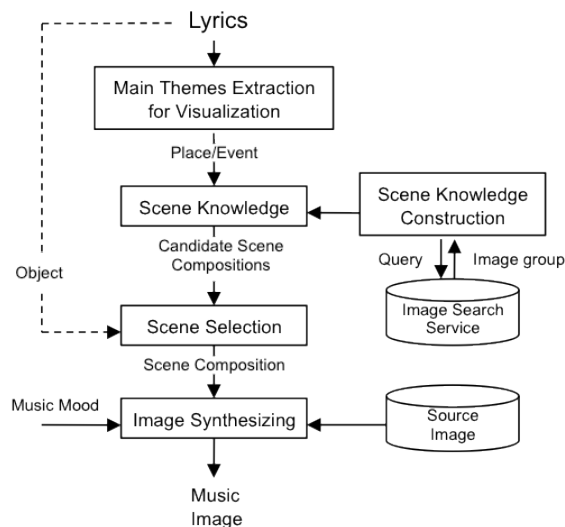 Lyrics
Main Themes Extraction
for Visualization
Place/Event
Scene Knowledge
Scene Knowledge
Construction
Candidate Scene
Compositions
Query
Image group
Object
Image Search
Service
Scene Selection
Scene Composition
Music Mood
Image Synthesizing
Source
Image
Music
Image